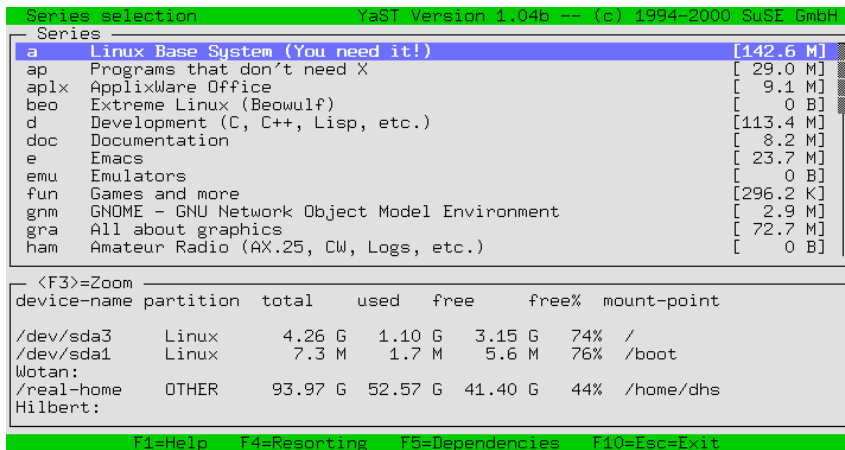 Series selection YaST Version 1.04b -- (c) 1994-2000 SuSE GmbH
Series
a Linux Base System (You need it!) [142.6 M]
ap Programs that don't need X [ 29.0 M]
aplx ApplixWare Office [ 9.1 M]
beo Extreme Linux (Beowulf) [ 0 B]
d Development (C, C++, Lisp, etc.) [113.4 M]
doc Documentation [ 8.2 M]
e Emacs [ 23.7 M]
emu Emulators [ 0 B]
fun Games and more [296.2 K]
gnm GNOME - GNU Network Object Model Environment [ 2.9 M]
gra All about graphics [ 72.7 M]
ham Amateur Radio (AX.25, CW, Logs, etc.) [ 0 B]
<F3>=Zoom
device-name partition total used free free% mount-point
/dev/sda3 Linux 4.26 G 1.10 G 3.15 G 74% /
/dev/sda1 Linux 7.3 M 1.7 M 5.6 M 76% /boot
Wotan:
/real-home OTHER 93.97 G 52.57 G 41.40 G 44% /home/dhs
Hilbert:
F1=Help F4=Resorting F5=Dependencies F10=Esc=Exit